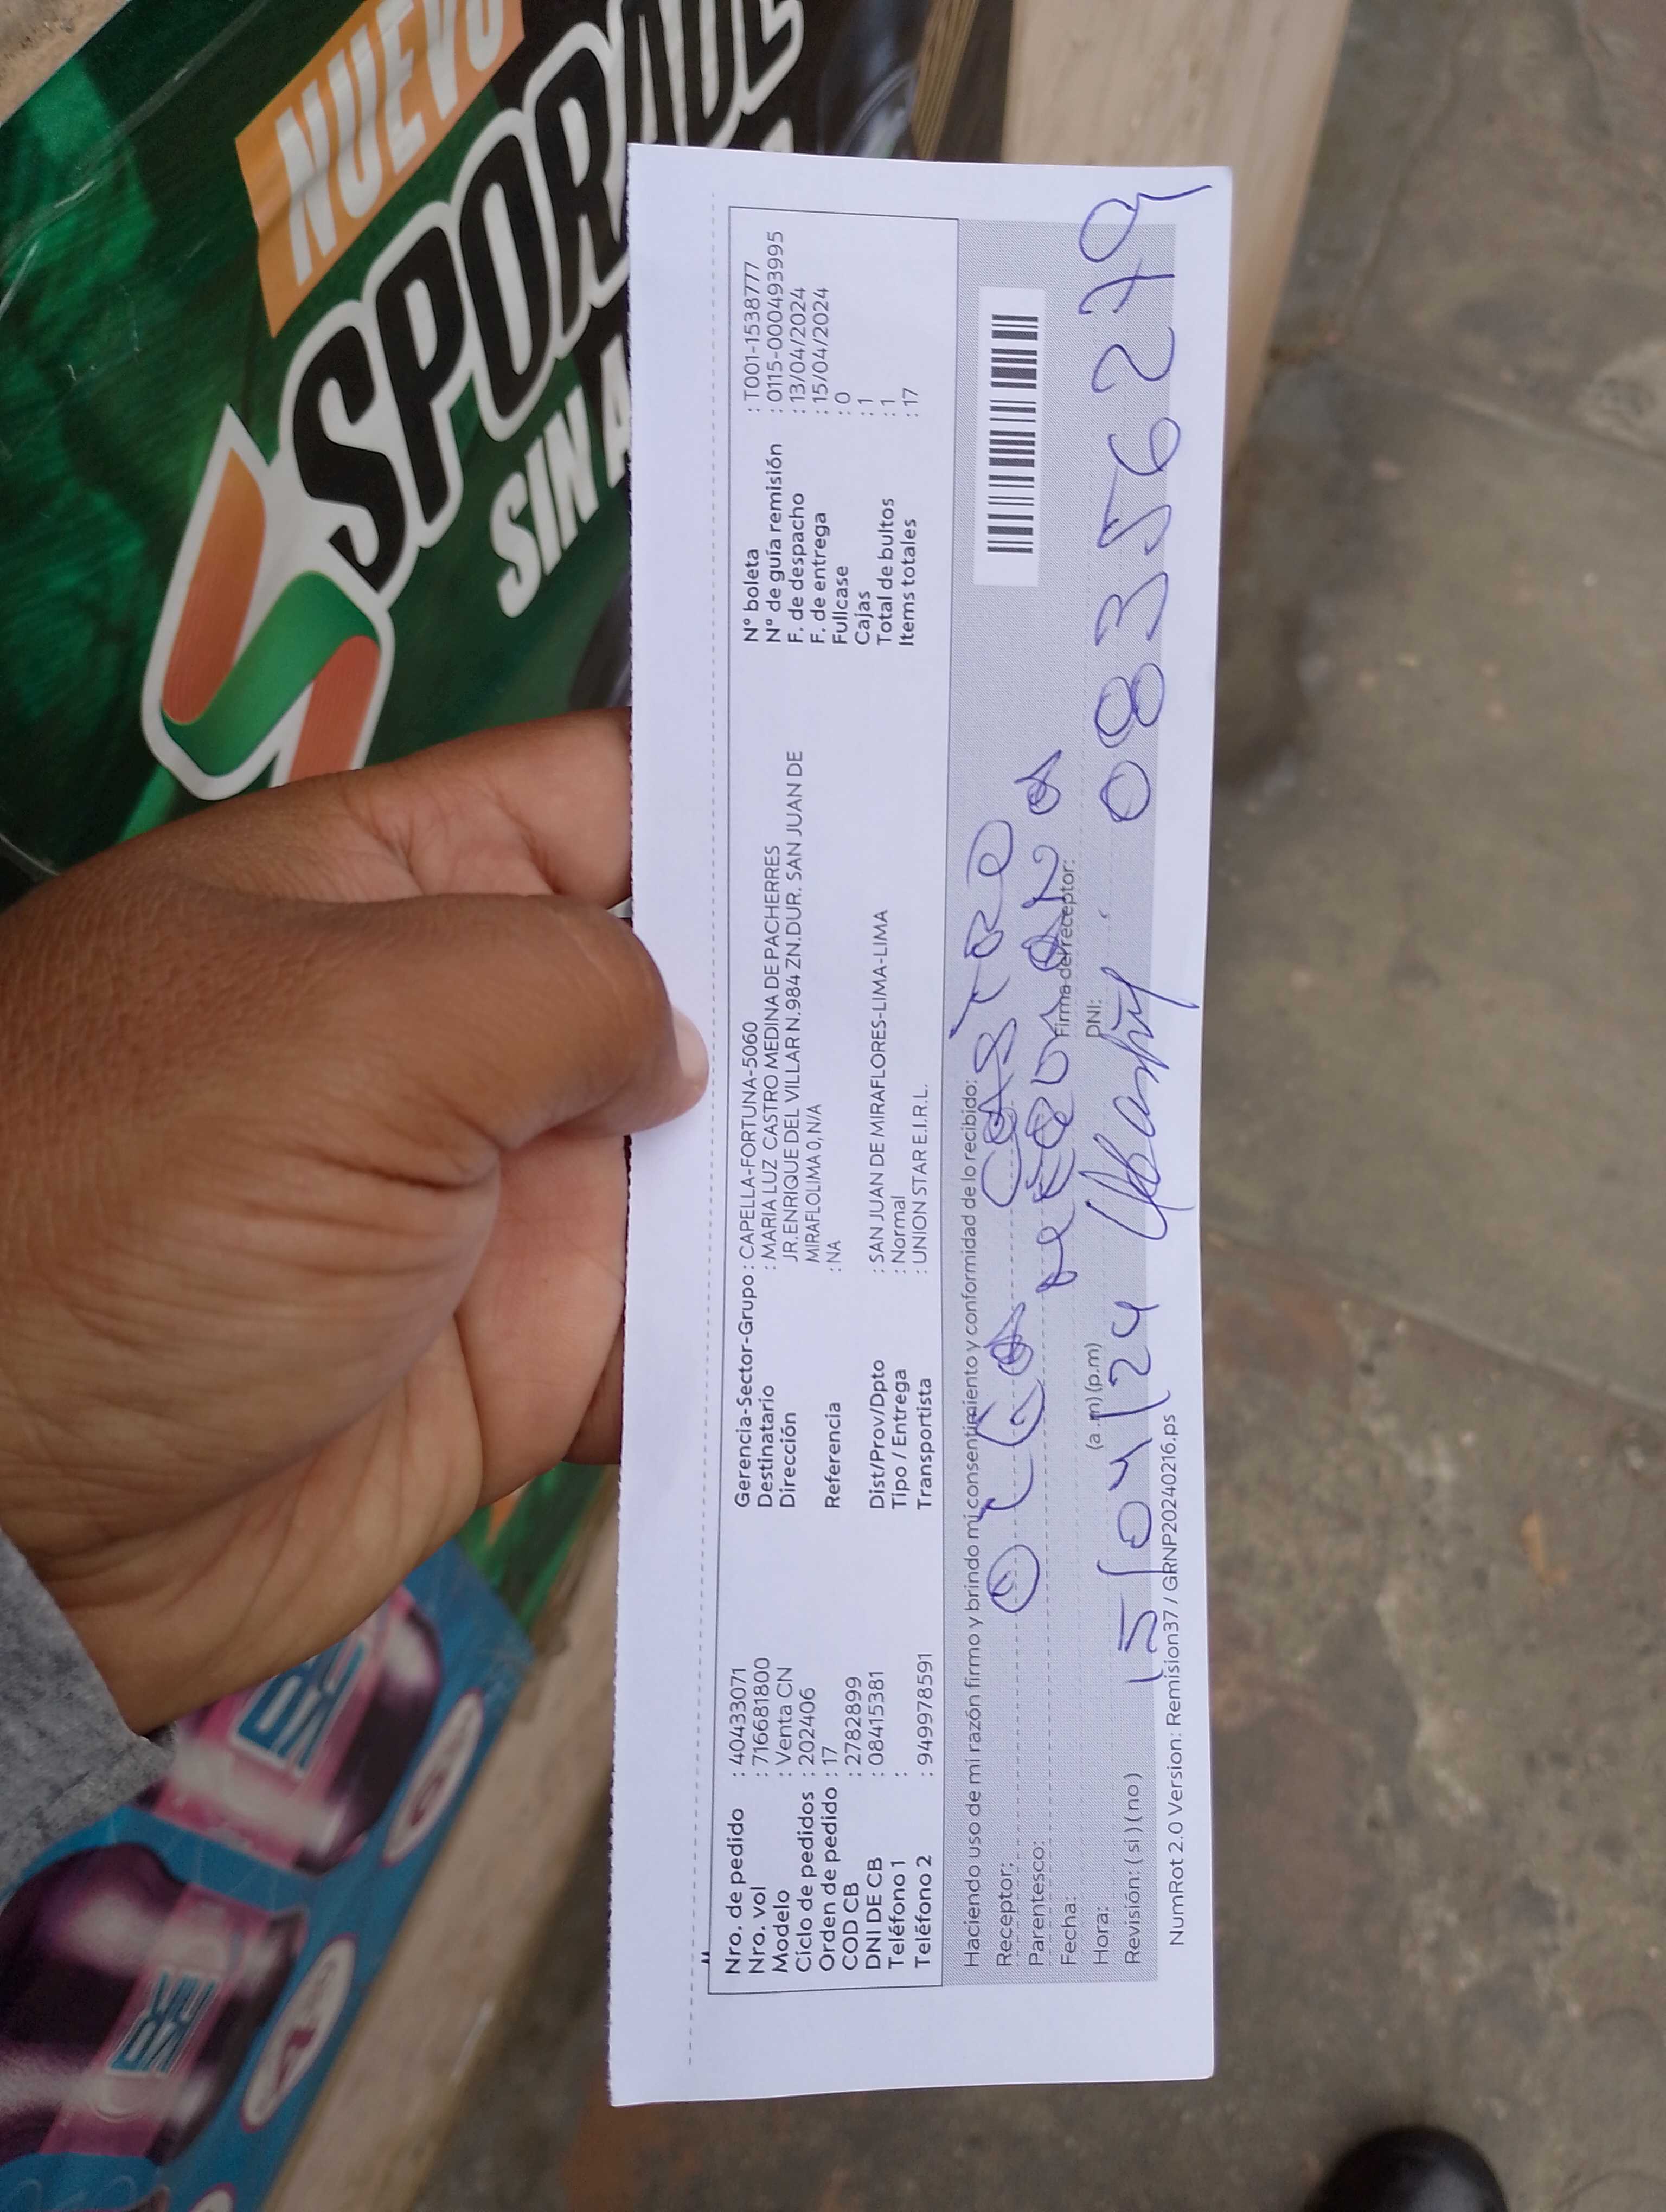 NUEVO
SPORADE
SIN A
Nro. de pedido : 40433071
Nro. vol : 716681800
Modelo : Venta CN
Ciclo de pedidos : 202406
Orden de pedido : 17
COD CB : 2782899
DNI DE CB : 08415381
Teléfono 1 :
Teléfono 2 : 949978591
Gerencia-Sector-Grupo : CAPELLA-FORTUNA-5060
Destinatario : MARIA LUZ CASTRO MEDINA DE PACHERRES
Dirección JR.ENRIQUE DEL VILLAR N.984 ZN.DUR. SAN JUAN DE
MIRAFLOLIMA 0, N/A
Referencia : NA
Dist/Prov/Dpto : SAN JUAN DE MIRAFLORES-LIMA-LIMA
Tipo / Entrega : Normal
Transportista : UNION STAR E.I.R.L.
N° boleta : T001-1538777
N° de guía remisión : 0115-000493995
F. de despacho : 13/04/2024
F. de entrega : 15/04/2024
Fullcase : 0
Cajas : 1
Total de bultos : 1
Items totales : 17
Haciendo uso de mi razón firmo y brindo mi consentimiento y conformidad de lo recibido:
Receptor: CASTRO
Parentesco:
Fecha: Firma del receptor:
Hora: (a .m) (p.m) DNI: 08356279
15/04/24
Revisión: ( si ) ( no )
NumRot 2.0 Version: Remision37 / GRNP20240216.ps